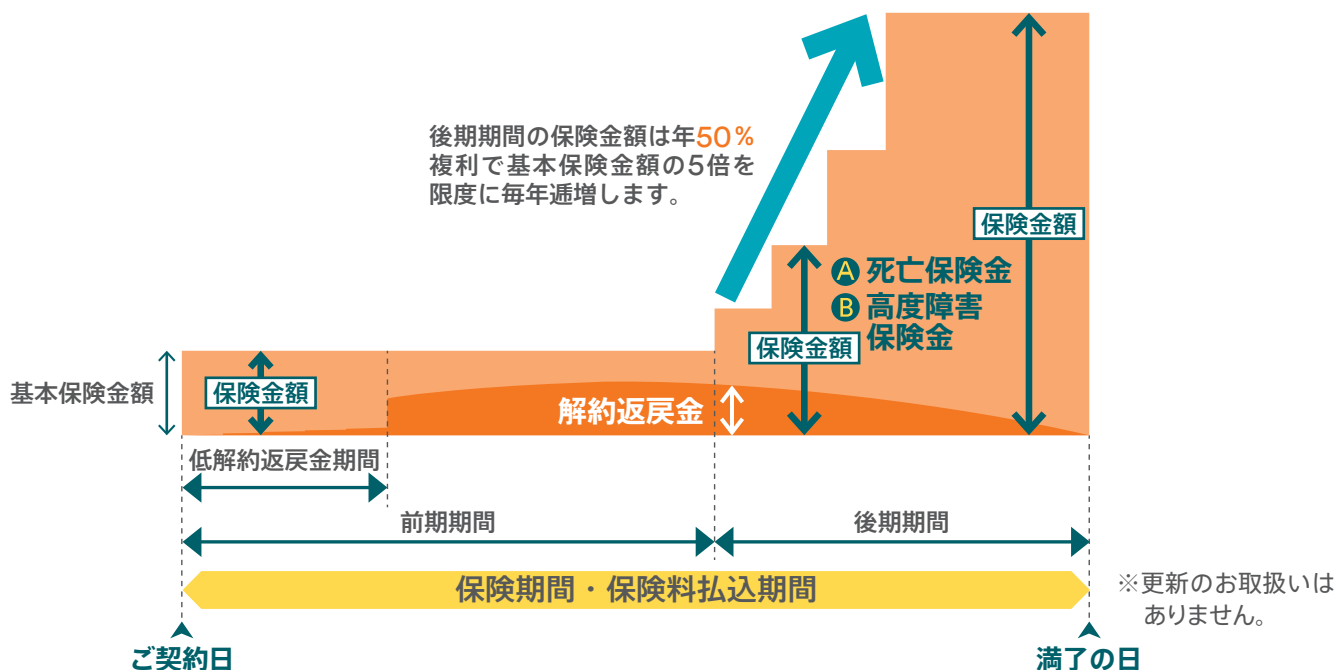 後期期間の保険金額は年50%
複利で基本保険金額の5倍を
限度に毎年逓増します。
保険金額
A 死亡保険金
B 高度障害
保険金
保険金額
基本保険金額
保険金額
解約返戻金
低解約返戻金期間
前期期間
後期期間
保険期間・保険料払込期間
※更新のお取扱いは
ありません。
ご契約日
満了の日